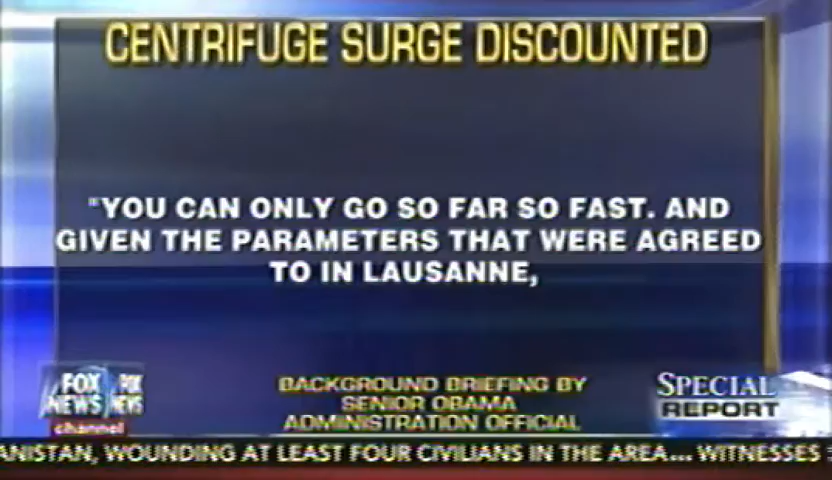 CENTRIFUGE SURGE DISCOUNTED
"YOU CAN ONLY GO SO FAR SO FAST. AND
GIVEN THE PARAMETERS THAT WERE AGREED
TO IN LAUSANNE,
BACKGROUND BRIEFING BY
SENIOR OBAMA
ADMINISTRATION OFFICIAL
FOX
NEWS
channel
FOX
NEWS
SPECIAL
REPORT
ANISTAN, WOUNDING AT LEAST FOUR CIVILIANS IN THE AREA... WITNESSES